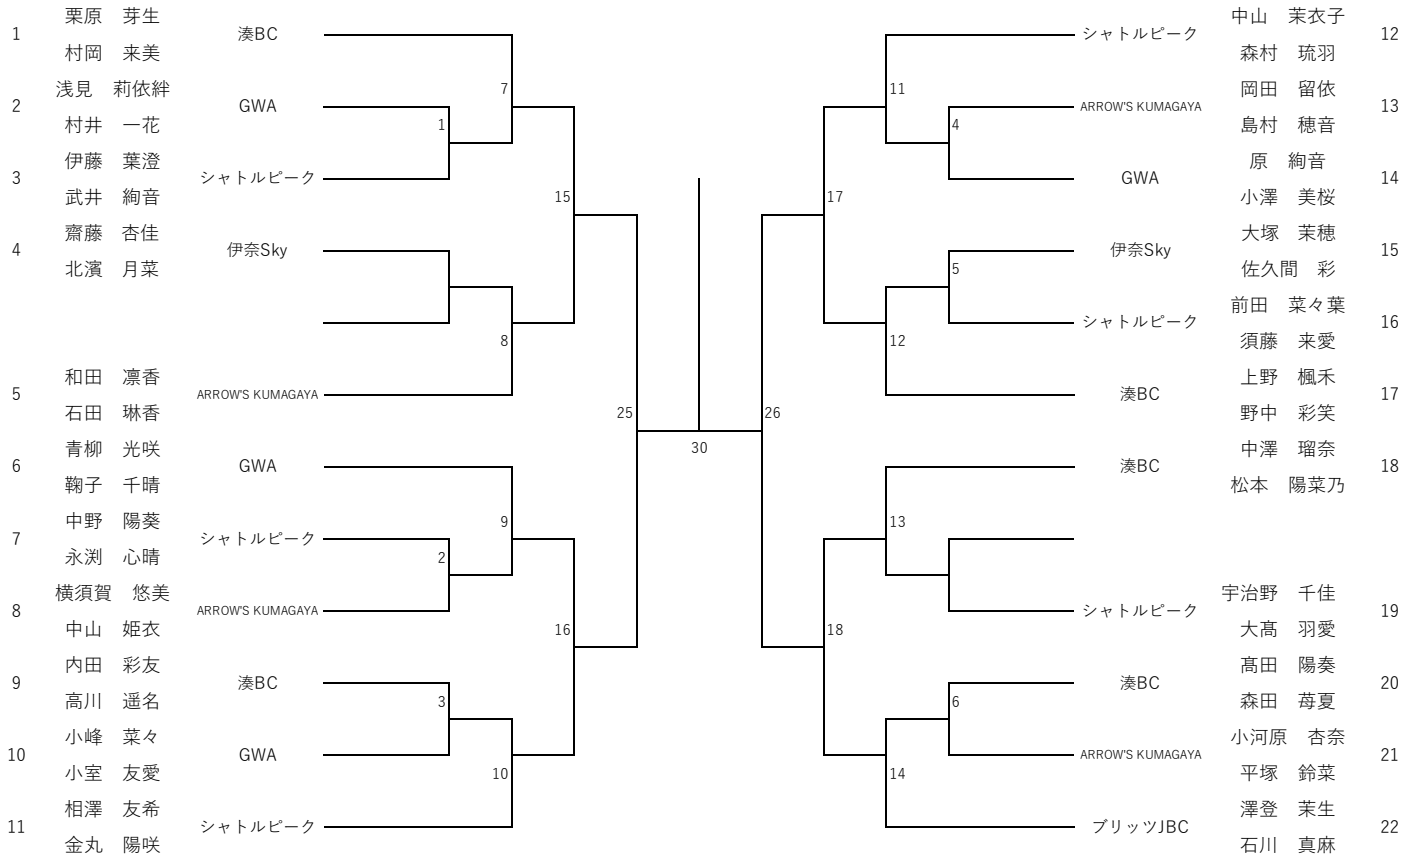 1 栗原　芽生 湊BC
村岡　来美
2 浅見　莉依絆 GWA
村井　一花
3 伊藤　葉澄 シャトルピーク
武井　絢音
4 齋藤　杏佳 伊奈Sky
北濱　月菜
5 和田　凛香 ARROW'S KUMAGAYA
石田　琳香
6 青柳　光咲 GWA
鞠子　千晴
7 中野　陽葵 シャトルピーク
永渕　心晴
8 横須賀　悠美 ARROW'S KUMAGAYA
中山　姫衣
9 内田　彩友 湊BC
高川　遥名
10 小峰　菜々 GWA
小室　友愛
11 相澤　友希 シャトルピーク
金丸　陽咲
7
1
15
8
25
9
2
16
3
10
30
11
4
17
5
12
26
13
18
6
14
シャトルピーク 中山　茉衣子 12
森村　琉羽
ARROW'S KUMAGAYA 岡田　留依 13
島村　穂音
GWA 原　絢音 14
小澤　美桜
伊奈Sky 大塚　茉穂 15
佐久間　彩
シャトルピーク 前田　菜々葉 16
須藤　来愛
湊BC 上野　楓禾 17
野中　彩笑
湊BC 中澤　瑠奈 18
松本　陽菜乃
シャトルピーク 宇治野　千佳 19
大髙　羽愛
湊BC 髙田　陽奏 20
森田　苺夏
ARROW'S KUMAGAYA 小河原　杏奈 21
平塚　鈴菜
ブリッツJBC 澤登　茉生 22
石川　真麻